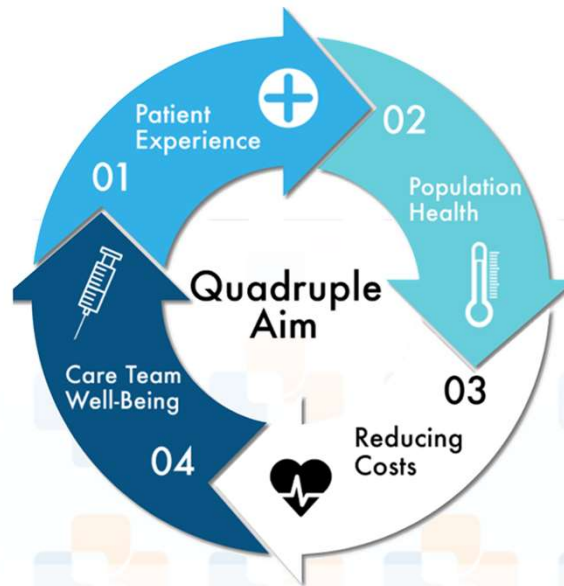 Quadruple
Aim
01
Patient
Experience
02
Population
Health
03
Reducing
Costs
04
Care Team
Well-Being